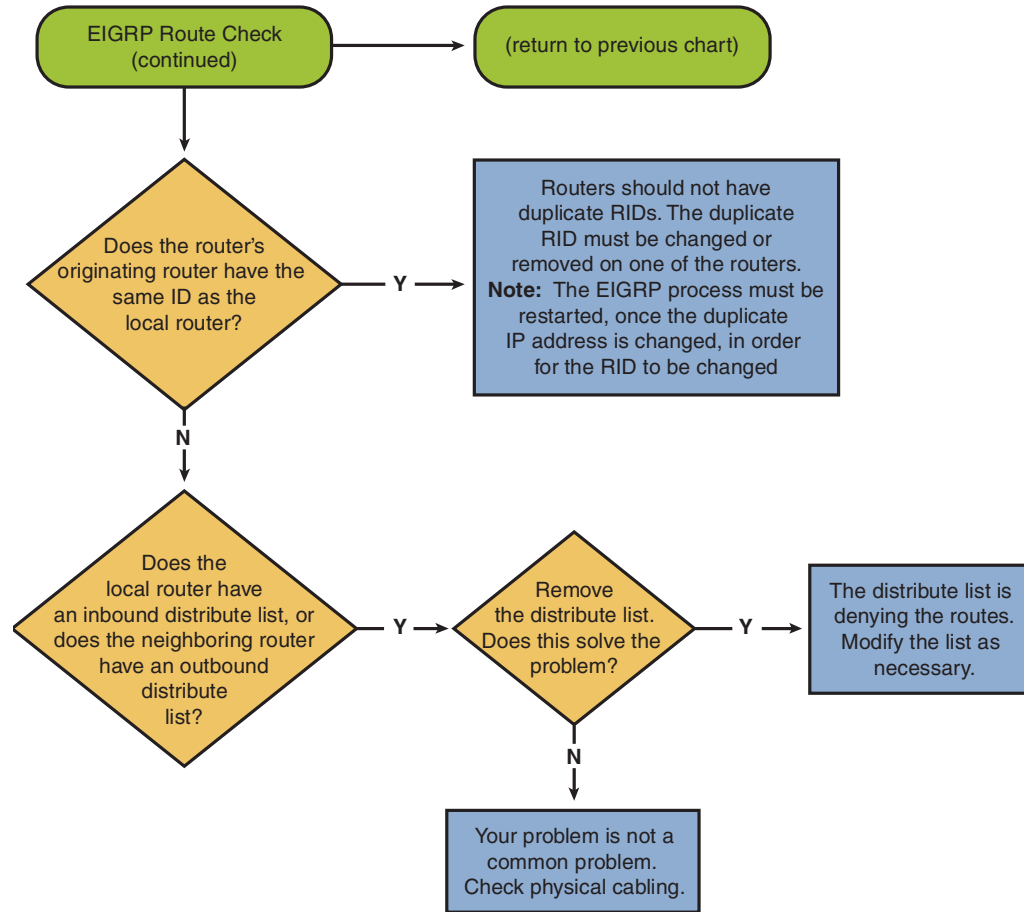 EIGRP Route Check
(continued)
(return to previous chart)
Does the router’s
originating router have the
same ID as the
local router?
Y
Routers should not have
duplicate RIDs. The duplicate
RID must be changed or
removed on one of the routers.
Note: The EIGRP process must be
restarted, once the duplicate
IP address is changed, in order
for the RID to be changed
N
Does the
local router have
an inbound distribute list, or
does the neighboring router
have an outbound
distribute
list?
Y
Remove
the distribute list.
Does this solve the
problem?
Y
The distribute list is
denying the routes.
Modify the list as
necessary.
N
Your problem is not a
common problem.
Check physical cabling.